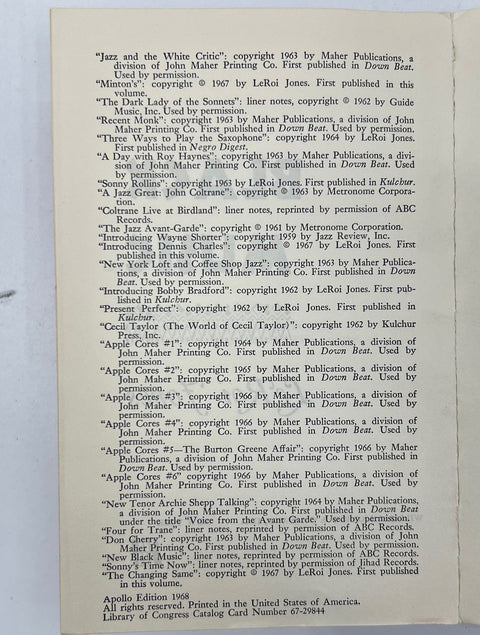 “Jazz and the White Critic”: copyright 1963 by Maher Publications, a
division of John Maher Printing Co. First published in Down Beat.
Used by permission.
“Minton’s”: copyright © 1967 by LeRoi Jones. First published in this
volume.
“The Dark Lady of the Sonnets”: liner notes, copyright © 1962 by Guide
Music, Inc. Used by permission.
“Recent Monk”: copyright 1963 by Maher Publications, a division of John
Maher Printing Co. First published in Down Beat. Used by permission.
“Three Ways to Play the Saxophone”: copyright 1964 by LeRoi Jones.
First published in Negro Digest.
“A Day with Roy Haynes”: copyright 1963 by Maher Publications, a divi-
sion of John Maher Printing Co. First published in Down Beat. Used
by permission.
“Sonny Rollins”: copyright 1963 by LeRoi Jones. First published in Kulchur.
“A Jazz Great: John Coltrane”: copyright © 1963 by Metronome Corpora-
tion.
“Coltrane Live at Birdland”: liner notes, reprinted by permission of ABC
Records.
“The Jazz Avant-Garde”: copyright © 1961 by Metronome Corporation.
“Introducing Wayne Shorter”: copyright 1959 by Jazz Review, Inc.
“Introducing Dennis Charles”: copyright © 1967 by LeRoi Jones. First
published in this volume.
“New York Loft and Coffee Shop Jazz”: copyright 1963 by Maher Publica-
tions, a division of John Maher Printing Co. First published in Down
Beat. Used by permission.
“Introducing Bobby Bradford”: copyright 1962 by LeRoi Jones. First pub-
lished in Kulchur.
“Present Perfect”: copyright © 1962 by LeRoi Jones. First published in
Kulchur.
“Cecil Taylor (The World of Cecil Taylor)”: copyright 1962 by Kulchur
Press, Inc.
“Apple Cores #1”: copyright 1964 by Maher Publications, a division of
John Maher Printing Co. First published in Down Beat. Used by
permission.
“Apple Cores #2”: copyright 1965 by Maher Publications, a division of
John Maher Printing Co. First published in Down Beat. Used by
permission.
“Apple Cores #3” copyright 1966 by Maher Publications, a division of
John Maher Printing Co. First published in Down Beat. Used by
permission.
“Apple Cores #4”: copyright 1966 by Maher Publications, a division of
John Maher Printing Co. First published in Down Beat. Used by
permission.
“Apple Cores #5—The Burton Greene Affair”: copyright 1966 by Maher
Publications, a division of John Maher Printing Co. First published in
Down Beat. Used by permission.
“Apple Cores #6” copyright 1966 by Maher Publications, a division of
John Maher Printing Co. First published in Down Beat. Used by
permission.
“New Tenor Archie Shepp Talking”: copyright 1964 by Maher Publications,
a division of John Maher Printing Co. First published in Down Beat
under the title “Voice from the Avant Garde.” Used by permission.
“Four for Trane”: liner notes, reprinted by permission of ABC Records.
“Don Cherry”: copyright 1963 by Maher Publications, a division of John
Maher Printing Co. First published in Down Beat. Used by permission.
“New Black Music”: liner notes, reprinted by permission of ABC Records.
“Sonny’s Time Now”: liner notes, reprinted by permission of Jihad Records.
“The Changing Same”: copyright © 1967 by LeRoi Jones. First published
in this volume.
Apollo Edition 1968
All rights reserved. Printed in the United States of America.
Library of Congress Catalog Card Number 67-29844